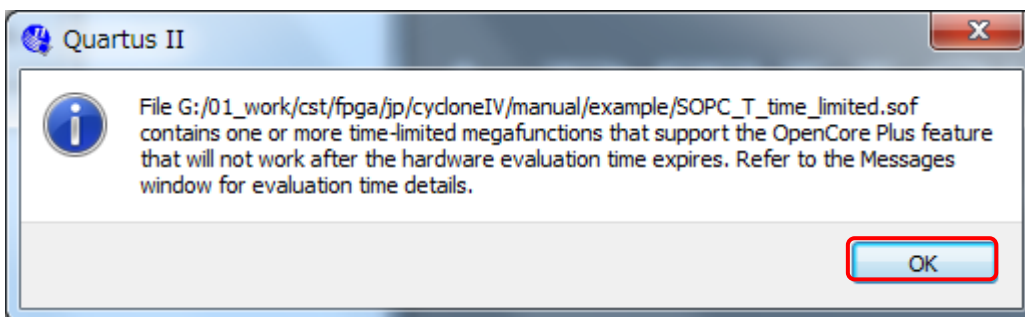 Quartus II
File G:/01_work/cst/fpga/jp/cycloneIV/manual/example/SOPC_T_time_limited.sof
contains one or more time-limited megafunctions that support the OpenCore Plus feature
that will not work after the hardware evaluation time expires. Refer to the Messages
window for evaluation time details.
OK